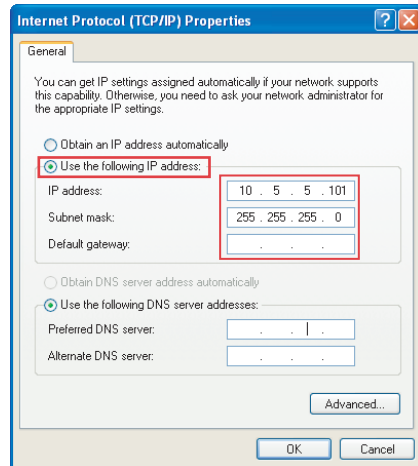 Internet Protocol (TCP/IP) Properties
General
You can get IP settings assigned automatically if your network supports
this capability. Otherwise, you need to ask your network administrator for
the appropriate IP settings.
Obtain an IP address automatically
Use the following IP address:
IP address: 10 . 5 . 5 . 101
Subnet mask: 255 . 255 . 255 . 0
Default gateway: . . .
Obtain DNS server address automatically
Use the following DNS server addresses:
Preferred DNS server: . . .
Alternate DNS server: . . .
Advanced...
OK Cancel